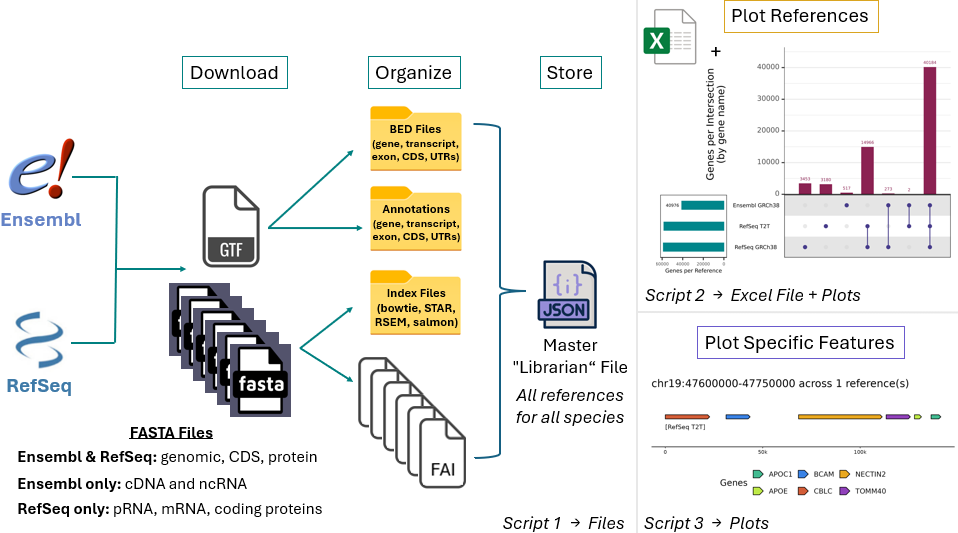 Download
Organize
Store
e!
Ensembl
RefSeq
GTF
fasta
FASTA Files
Ensembl & RefSeq: genomic, CDS, protein
Ensembl only: cDNA and ncRNA
RefSeq only: pRNA, mRNA, coding proteins
BED Files
(gene, transcript,
exon, CDS, UTRs)
Annotations
(gene, transcript,
exon, CDS, UTRs)
Index Files
(bowtie, STAR,
RSEM, salmon)
FAI
{i}
JSON
Master
"Librarian“ File
All references
for all species
Script 1 → Files
X
+
Plot References
Genes per Intersection
(by gene name)
40000
30000
20000
10000
0
3453
3180
517
14966
273
2
40184
40976
Ensembl GRCh38
RefSeq T2T
RefSeq GRCh38
60000 40000 20000 0
Genes per Reference
Script 2 → Excel File + Plots
Plot Specific Features
chr19:47600000-47750000 across 1 reference(s)
[RefSeq T2T]
0 50k 100k
Genes
APOC1 BCAM NECTIN2
APOE CBLC TOMM40
Script 3 → Plots